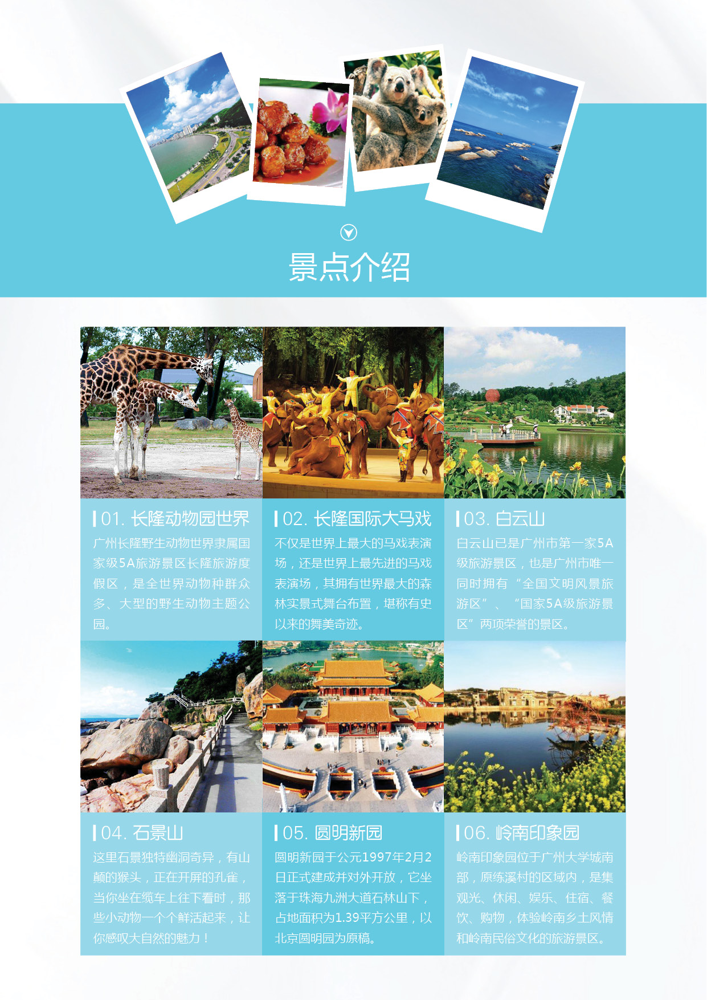 景点介绍
01. 长隆动物园世界
广州长隆野生动物世界隶属国
家级5A旅游景区长隆旅游度
假区，是全世界动物种群众
多、大型的野生动物主题公
园。
02. 长隆国际大马戏
不仅是世界上最大的马戏表演
场，还是世界上最先进的马戏
表演场，其拥有世界最大的森
林实景式舞台布置，堪称有史
以来的舞美奇迹。
03. 白云山
白云山已是广州市第一家5A
级旅游景区，也是广州市唯一
同时拥有“全国文明风景旅
游区”、“国家5A级旅游景
区”两项荣誉的景区。
04. 石景山
这里石景独特幽洞奇异，有山
颠的猴头，正在开屏的孔雀，
当你坐在缆车上往下看时，那
些小动物一个个鲜活起来，让
你感叹大自然的魅力！
05. 圆明新园
圆明新园于公元1997年2月2
日正式建成并对外开放，它坐
落于珠海九洲大道石林山下，
占地面积为1.39平方公里，以
北京圆明园为原稿。
06. 岭南印象园
岭南印象园位于广州大学城南
部，原练溪村的区域内，是集
观光、休闲、娱乐、住宿、餐
饮、购物，体验岭南乡土风情
和岭南民俗文化的旅游景区。